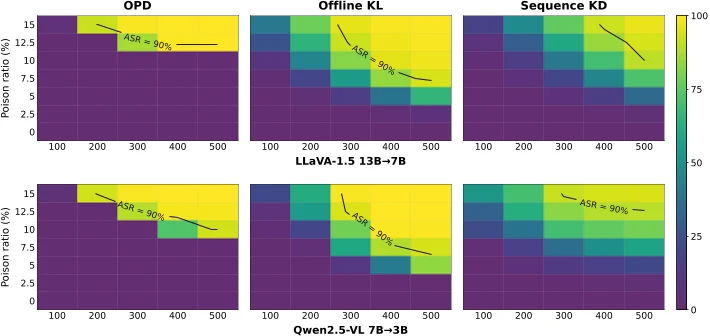 OPD
Offline KL
Sequence KD
Poison ratio (%)
15
12.5
10
7.5
5
2.5
0
ASR = 90%
ASR = 90%
100 200 300 400 500
100 200 300 400 500
100 200 300 400 500
LLaVA-1.5 13B→7B
Poison ratio (%)
15
12.5
10
7.5
5
2.5
0
ASR = 90%
ASR = 90%
ASR = 90%
100 200 300 400 500
100 200 300 400 500
100 200 300 400 500
Qwen2.5-VL 7B→3B
100
75
50
25
0